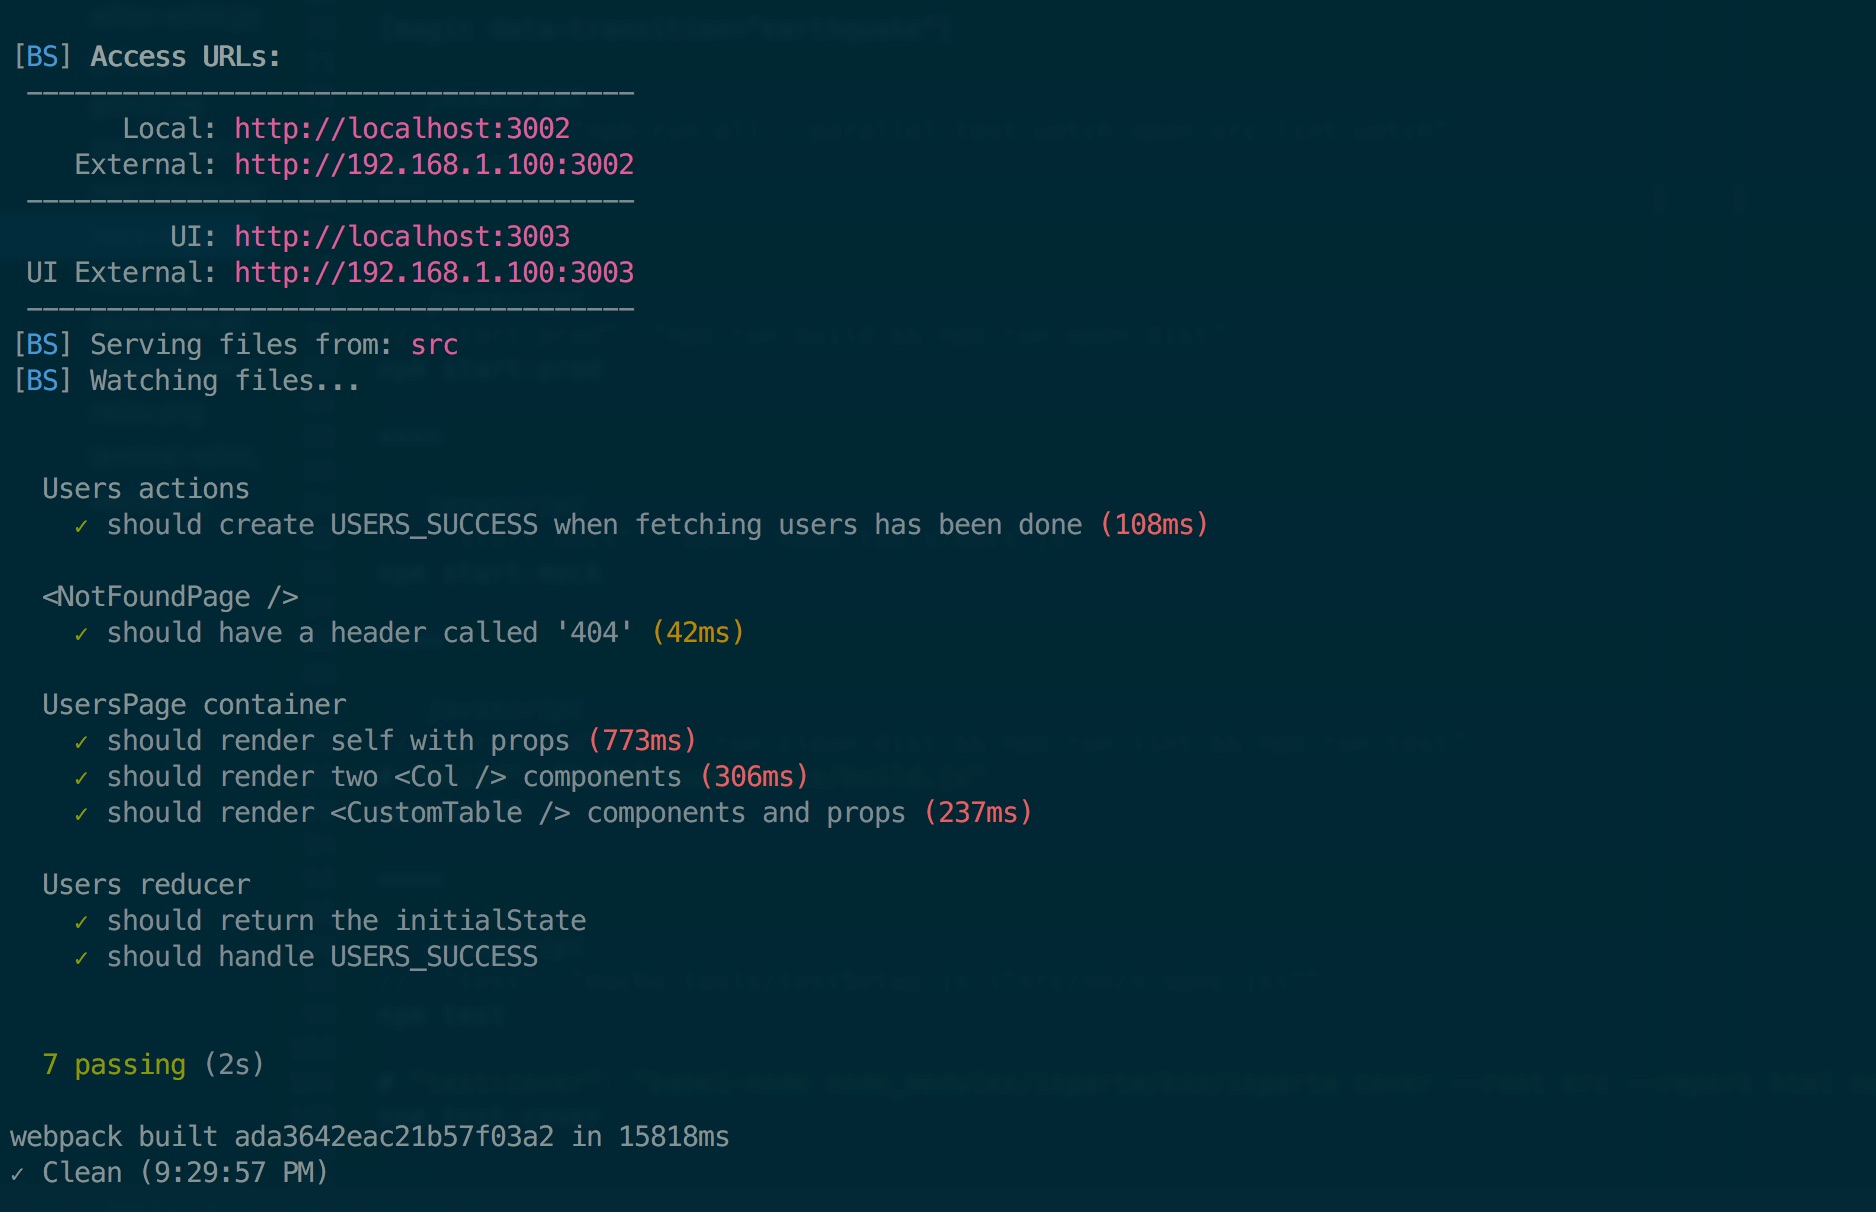 [BS] Access URLs:
--------------------------------------
Local: http://localhost:3002
External: http://192.168.1.100:3002
--------------------------------------
UI: http://localhost:3003
UI External: http://192.168.1.100:3003
--------------------------------------
[BS] Serving files from: src
[BS] Watching files...
Users actions
✓ should create USERS_SUCCESS when fetching users has been done (108ms)
<NotFoundPage />
✓ should have a header called '404' (42ms)
UsersPage container
✓ should render self with props (773ms)
✓ should render two <Col /> components (306ms)
✓ should render <CustomTable /> components and props (237ms)
Users reducer
✓ should return the initialState
✓ should handle USERS_SUCCESS
7 passing (2s)
webpack built ada3642eac21b57f03a2 in 15818ms
✓ Clean (9:29:57 PM)